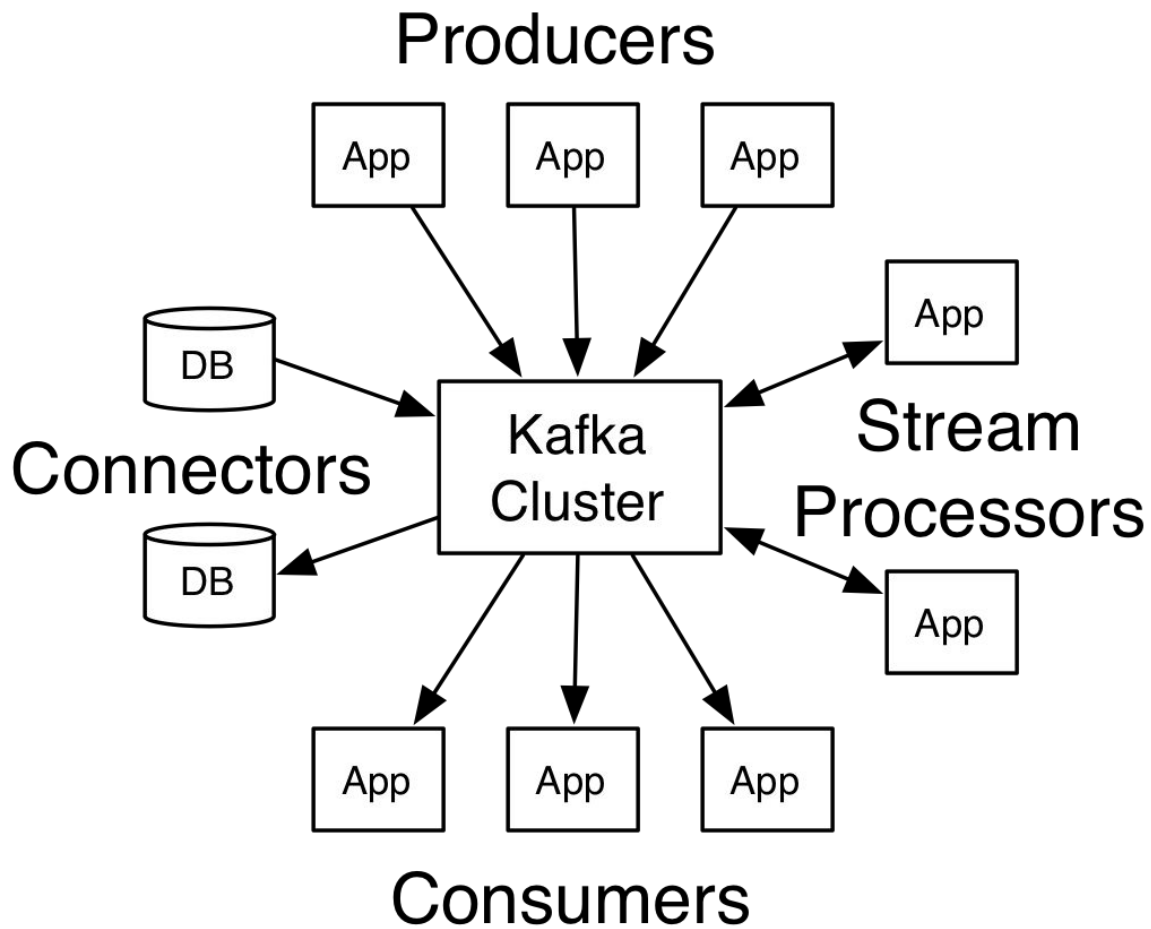 Producers
App
App
App
App
DB
Kafka
Cluster
Stream
Processors
Connectors
DB
App
App
App
App
Consumers